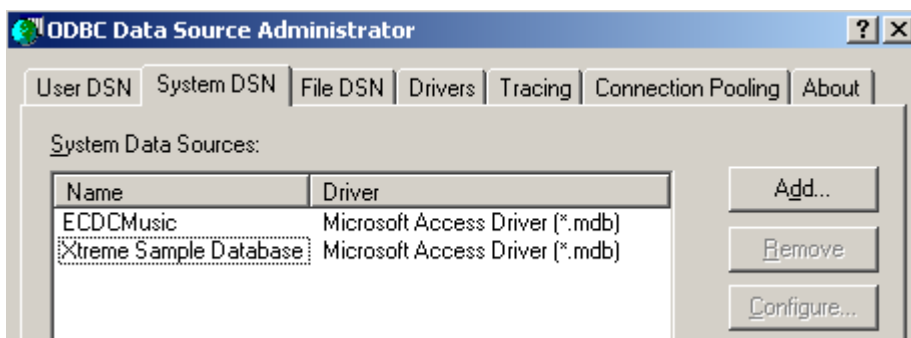 ODBC Data Source Administrator
User DSN System DSN File DSN Drivers Tracing Connection Pooling About
System Data Sources:
Name Driver
ECDCMusic Microsoft Access Driver (*.mdb)
Xtreme Sample Database Microsoft Access Driver (*.mdb)
Add...
Remove
Configure...